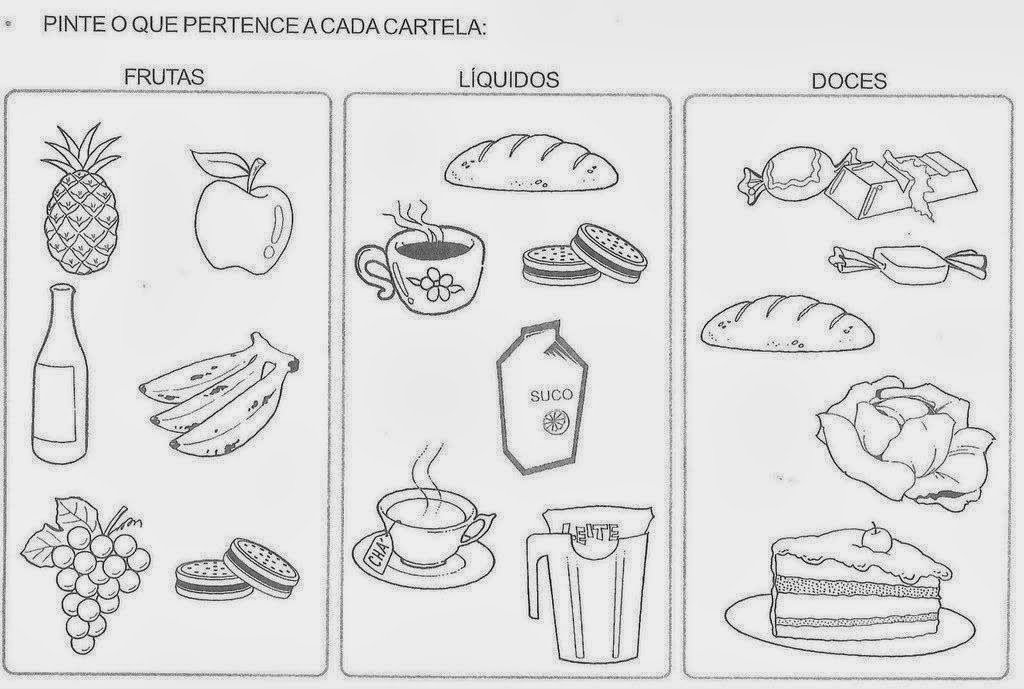 PINTE O QUE PERTENCE A CADA CARTELA:
FRUTAS
LÍQUIDOS
DOCES
SUCO
CHÁ
LEITE